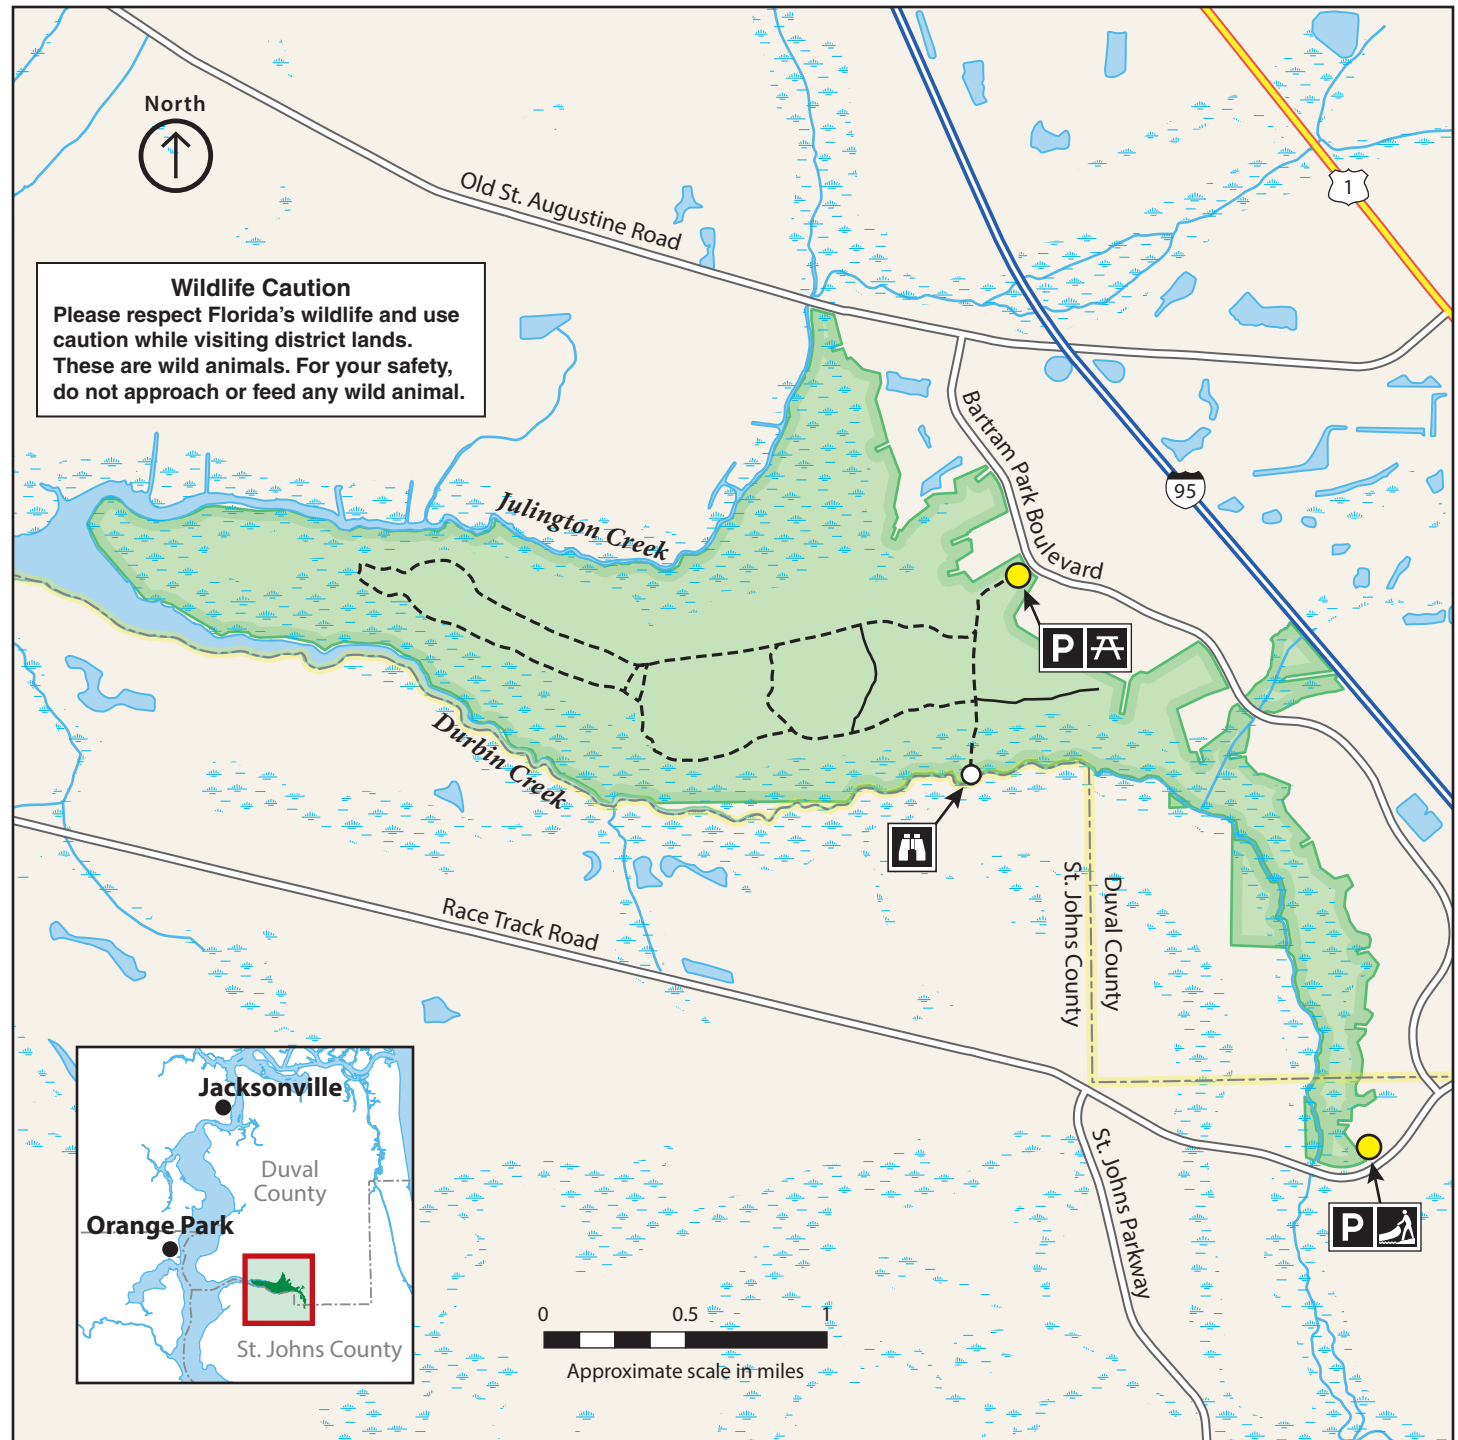 North
Old St. Augustine Road
1
Wildlife Caution
Please respect Florida's wildlife and use
caution while visiting district lands.
These are wild animals. For your safety,
do not approach or feed any wild animal.
Bartram Park Boulevard
95
Julington Creek
P
Durbin Creek
Duval County
St. Johns County
Race Track Road
Jacksonville
Duval
County
Orange Park
St. Johns County
St. Johns Parkway
P
0 0.5 1
Approximate scale in miles